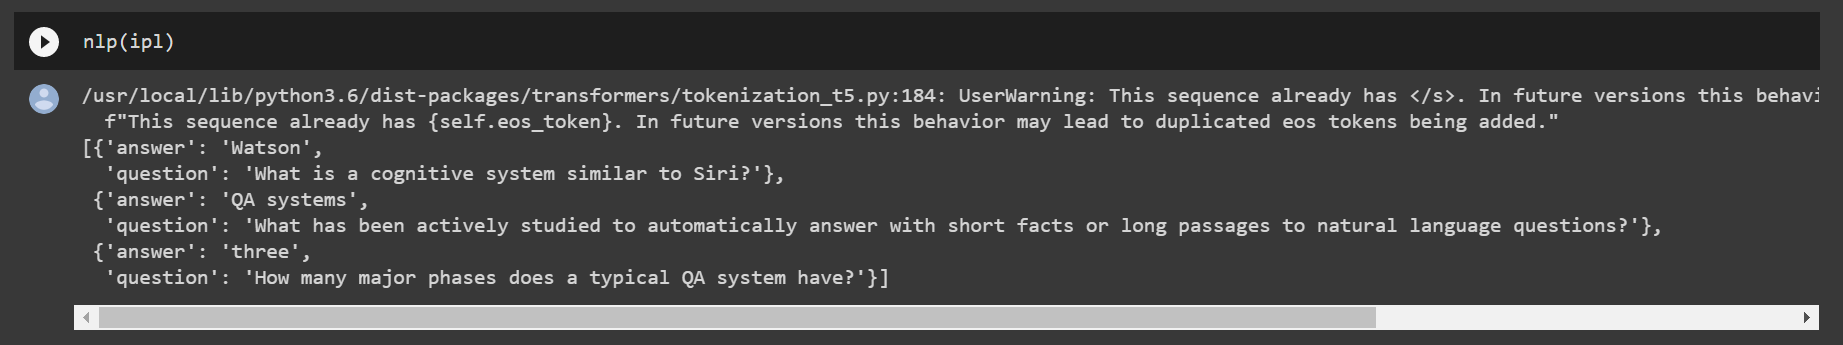 nlp(ipl)
/usr/local/lib/python3.6/dist-packages/transformers/tokenization_t5.py:184: UserWarning: This sequence already has </s>. In future versions this behavi
  f"This sequence already has {self.eos_token}. In future versions this behavior may lead to duplicated eos tokens being added."
[{'answer': 'Watson',
  'question': 'What is a cognitive system similar to Siri?'},
 {'answer': 'QA systems',
  'question': 'What has been actively studied to automatically answer with short facts or long passages to natural language questions?'},
 {'answer': 'three',
  'question': 'How many major phases does a typical QA system have?'}]